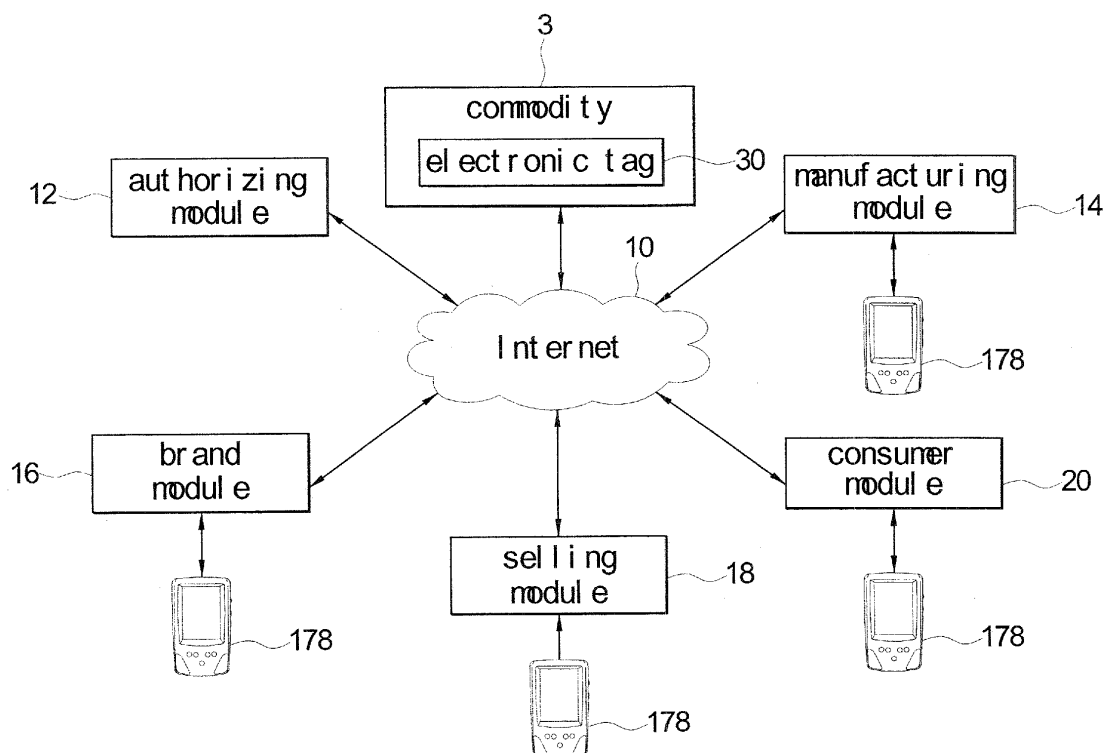 3
commodity
electronic tag
30
authorizing
module
12
manufacturing
module
14
10
Internet
178
brand
module
16
consumer
module
20
selling
module
18
178
178
178